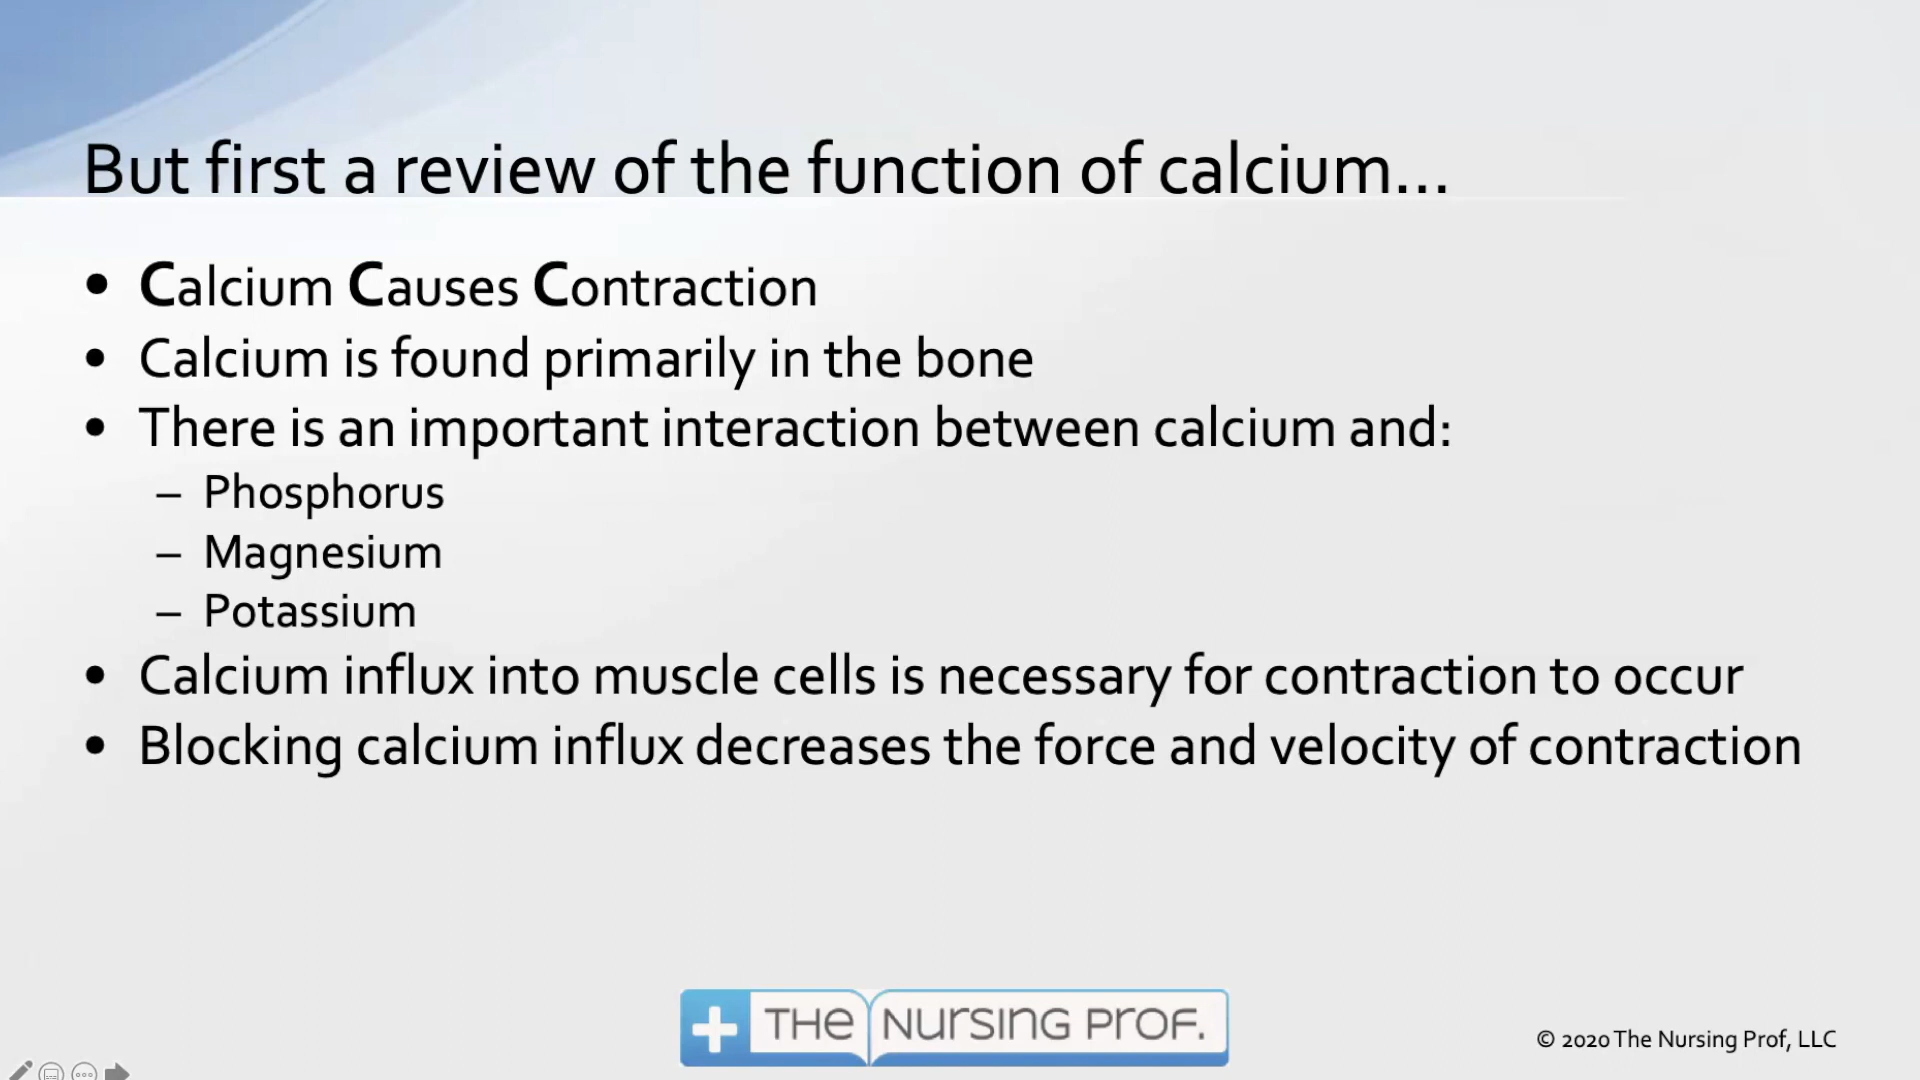 But first a review of the function of calcium...
• Calcium Causes Contraction
• Calcium is found primarily in the bone
• There is an important interaction between calcium and:
– Phosphorus
– Magnesium
– Potassium
• Calcium influx into muscle cells is necessary for contraction to occur
• Blocking calcium influx decreases the force and velocity of contraction
THE NURSING PROF.
© 2020 The Nursing Prof, LLC